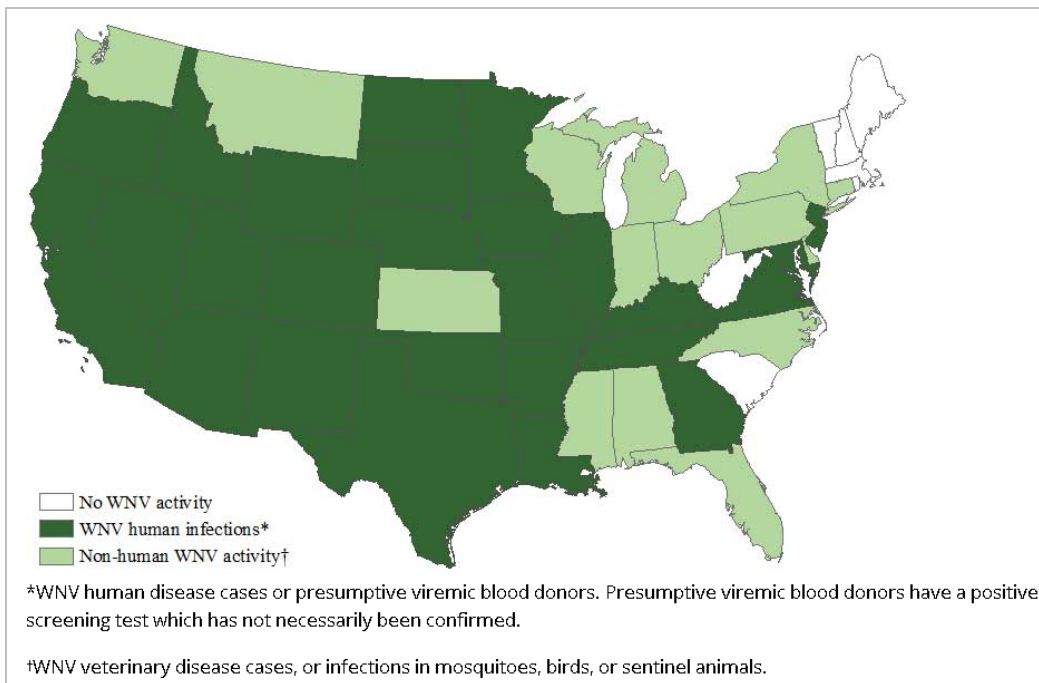 No WNV activity
WNV human infections*
Non-human WNV activity†
*WNV human disease cases or presumptive viremic blood donors. Presumptive viremic blood donors have a positive
screening test which has not necessarily been confirmed.
†WNV veterinary disease cases, or infections in mosquitoes, birds, or sentinel animals.